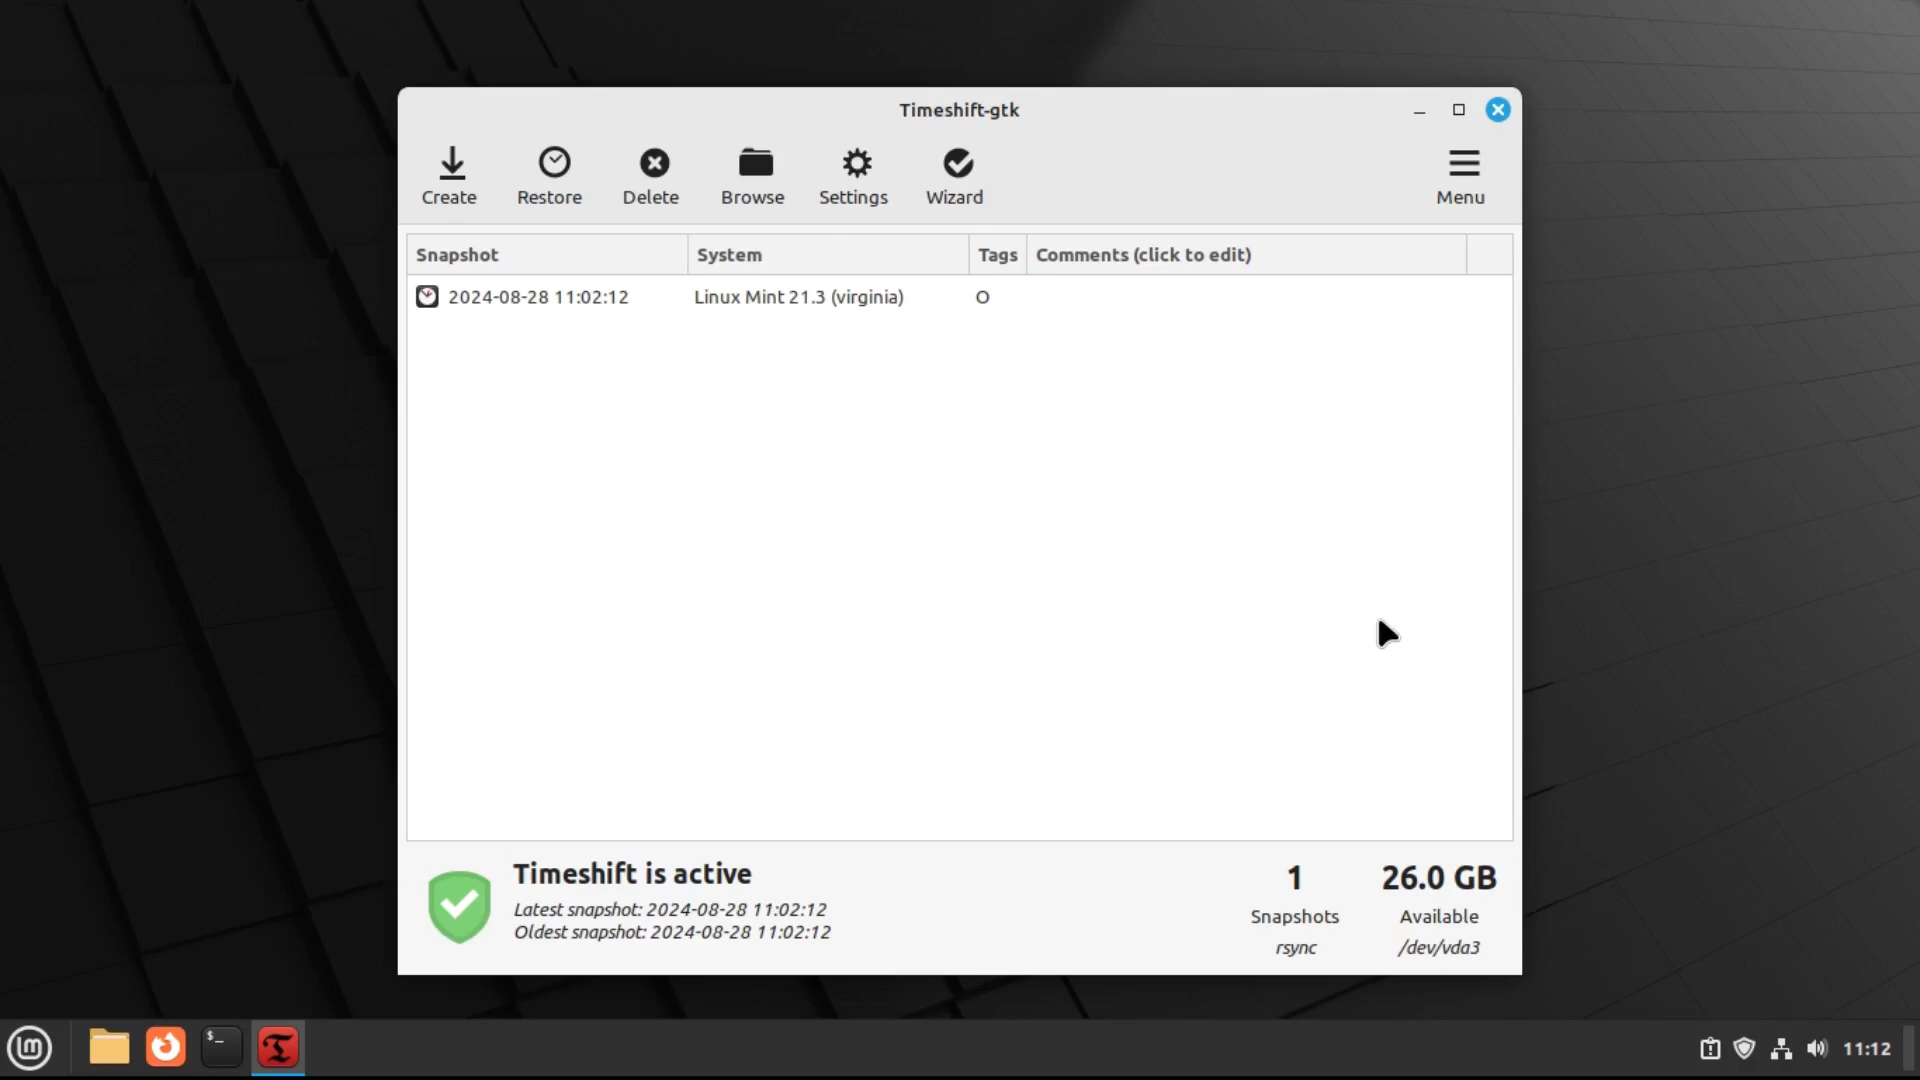 Timeshift-gtk
Create Restore Delete Browse Settings Wizard Menu
Snapshot System Tags Comments (click to edit)
2024-08-28 11:02:12 Linux Mint 21.3 (virginia) O
Timeshift is active
Latest snapshot: 2024-08-28 11:02:12
Oldest snapshot: 2024-08-28 11:02:12
1 26.0 GB
Snapshots Available
rsync /dev/vda3
lm $_ T 11:12